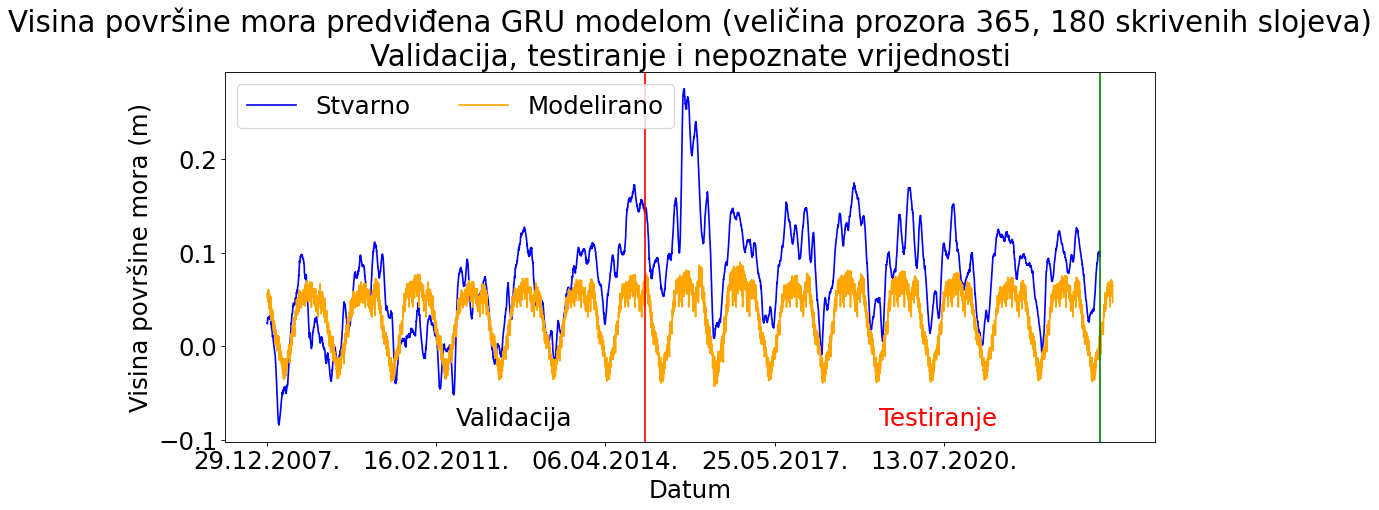 Visina površine mora predviđena GRU modelom (veličina prozora 365, 180 skrivenih slojeva)
Validacija, testiranje i nepoznate vrijednosti
Stvarno Modelirano
Visina površine mora (m)
0.2
0.1
0.0
−0.1
Validacija Testiranje
29.12.2007. 16.02.2011. 06.04.2014. 25.05.2017. 13.07.2020.
Datum